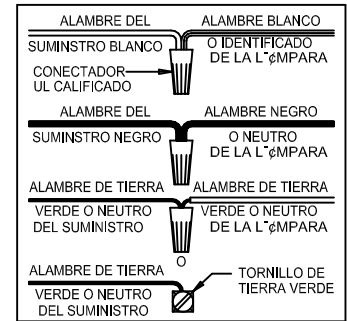 ALAMBRE DEL ALAMBRE BLANCO
SUMINSTRO BLANCO O IDENTIFICADO
DE LA L¨¢MPARA
CONECTADOR
UL CALIFICADO
ALAMBRE DEL ALAMBRE NEGRO
SUMINSTRO NEGRO O NEUTRO
DE LA L¨¢MPARA
ALAMBRE DE TIERRA ALAMBRE DE TIERRA
VERDE O NEUTRO VERDE O NEUTRO
DEL SUMINISTRO DE LA L¨¢MPARA
O
ALAMBRE DE TIERRA TORNILLO DE
TIERRA VERDE
VERDE O NEUTRO
DEL SUMINISTRO